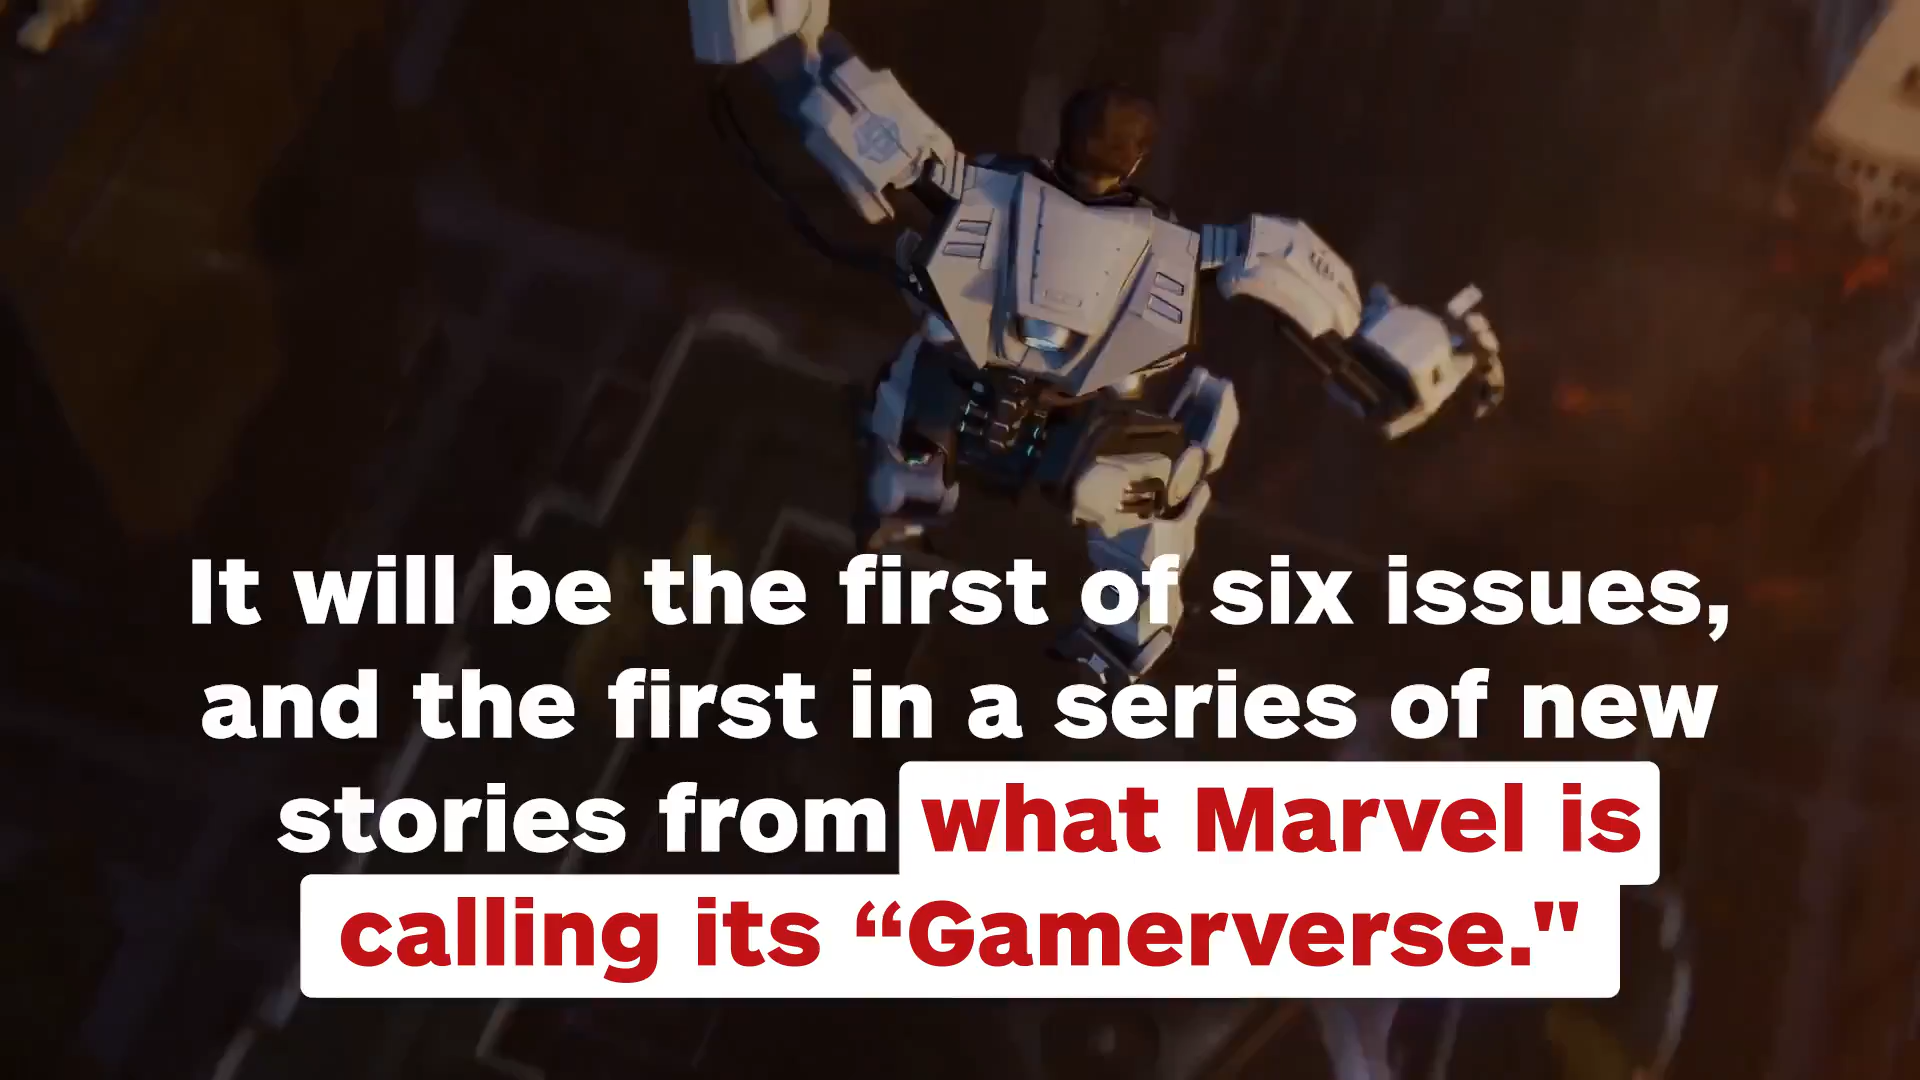 It will be the first of six issues,
and the first in a series of new
stories from what Marvel is
calling its “Gamerverse."